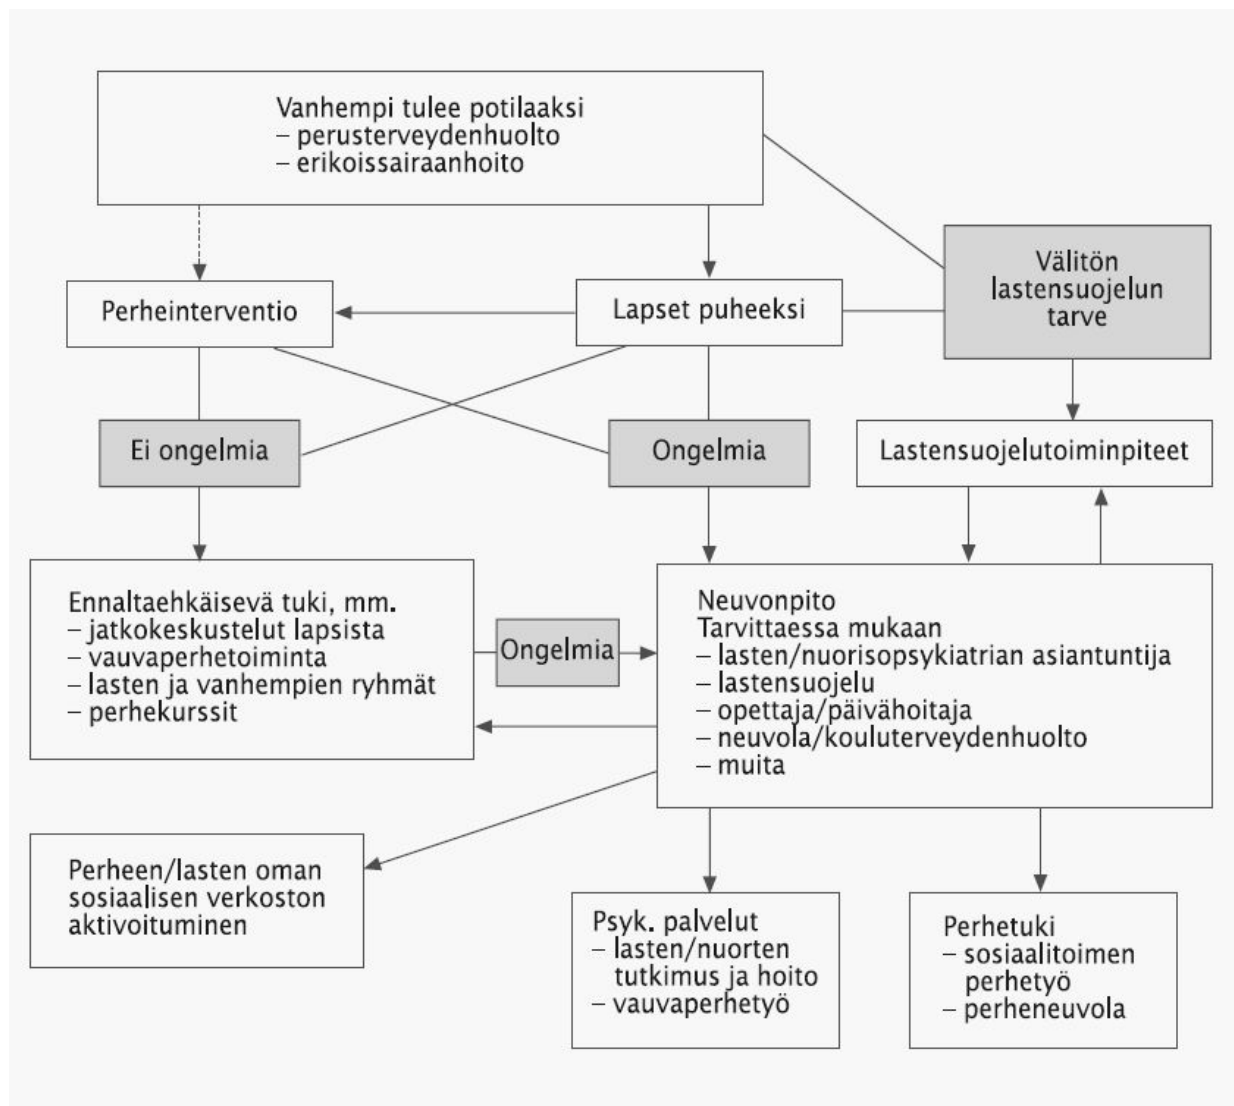 Vanhempi tulee potilaaksi
– perusterveydenhuolto
– erikoissairaanhoito
Välitön
lastensuojelun
tarve
Perheinterventio
Lapset puheeksi
Ei ongelmia
Ongelmia
Lastensuojelutoiminpiteet
Ennaltaehkäisevä tuki, mm.
– jatkokeskustelut lapsista
– vauvaperhetoiminta
– lasten ja vanhempien ryhmät
– perhekurssit
Ongelmia
Neuvonpito
Tarvittaessa mukaan
– lasten/nuorisopsykiatrian asiantuntija
– lastensuojelu
– opettaja/päivähoitaja
– neuvola/kouluterveydenhuolto
– muita
Perheen/lasten oman
sosiaalisen verkoston
aktivoituminen
Psyk. palvelut
– lasten/nuorten
tutkimus ja hoito
– vauvaperhetyö
Perhetuki
– sosiaalitoimen
perhetyö
– perheneuvola